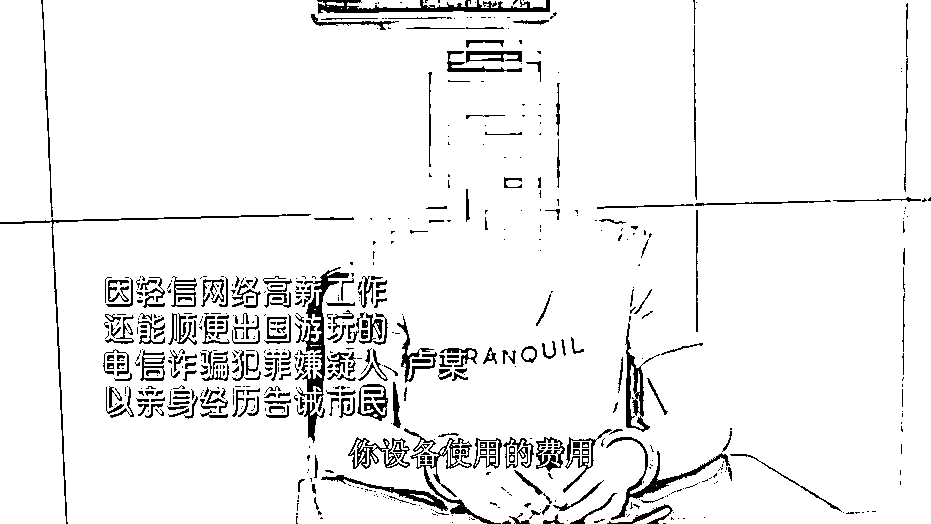 因轻信网络高薪工作
还能顺便出国游玩的
电信诈骗犯罪嫌疑人 卢某
以亲身经历告诫市民
RANQUIL
你设备使用的费用